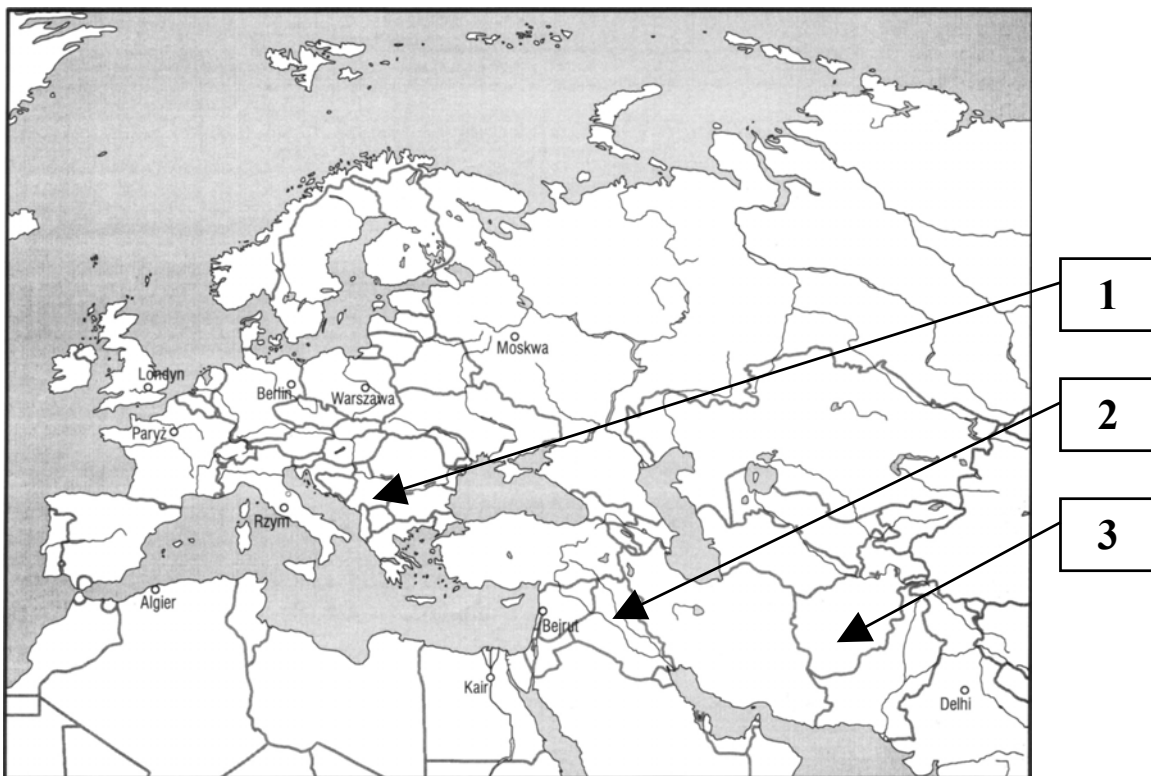 1
Moskwa
Londyn
Berlin
Warszawa
2
Paryż
Rzym
3
Algier
Bejrut
Kair
Delhi